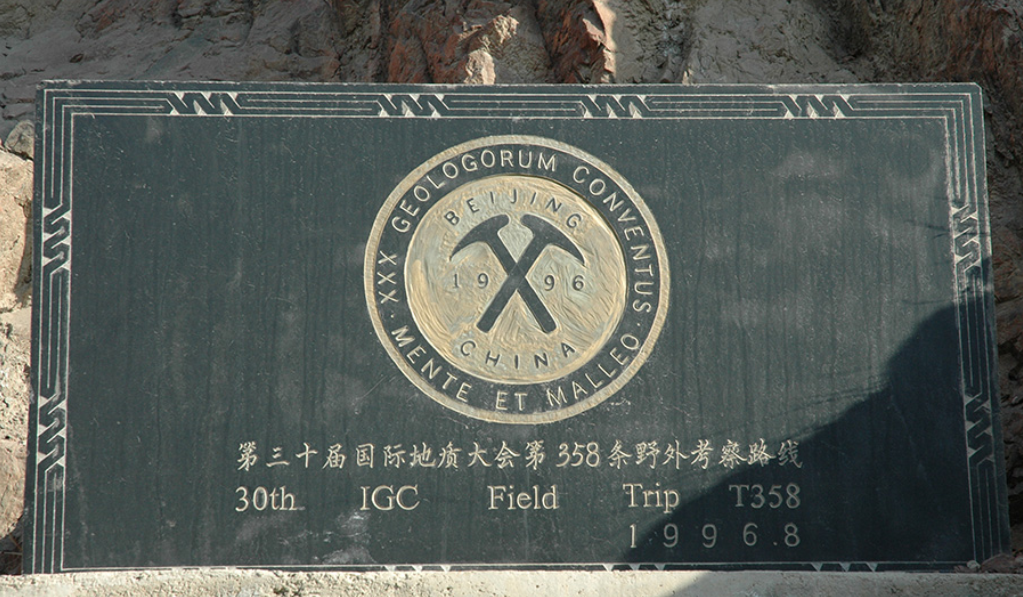 XXX GEOLOGORUM CONVENTUS
BEIJING
1996
CHINA
MENTE ET MALLEO
第三十届国际地质大会第358条野外考察路线
30th IGC Field Trip T358
1996.8